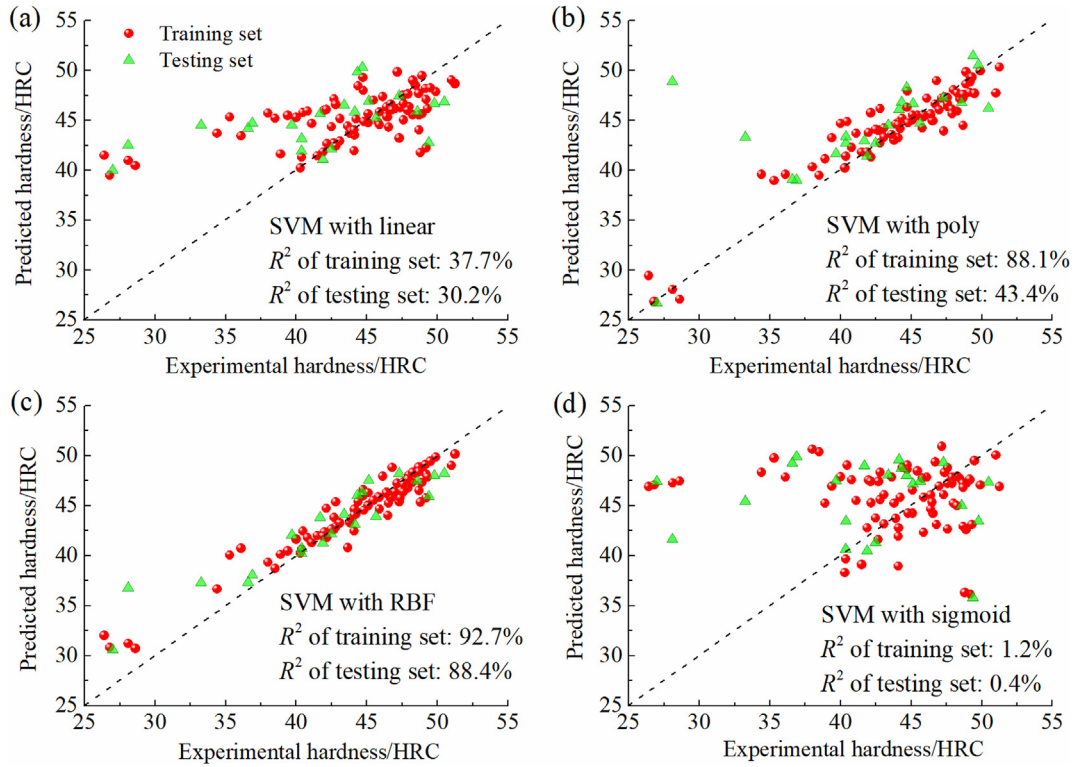 (a)
55
50
45
40
35
30
25
Predicted hardness/HRC
Training set
Testing set
SVM with linear
R² of training set: 37.7%
R² of testing set: 30.2%
25 30 35 40 45 50 55
Experimental hardness/HRC
(b)
55
50
45
40
35
30
25
Predicted hardness/HRC
SVM with poly
R² of training set: 88.1%
R² of testing set: 43.4%
25 30 35 40 45 50 55
Experimental hardness/HRC
(c)
55
50
45
40
35
30
25
Predicted hardness/HRC
SVM with RBF
R² of training set: 92.7%
R² of testing set: 88.4%
25 30 35 40 45 50 55
Experimental hardness/HRC
(d)
55
50
45
40
35
30
25
Predicted hardness/HRC
SVM with sigmoid
R² of training set: 1.2%
R² of testing set: 0.4%
25 30 35 40 45 50 55
Experimental hardness/HRC